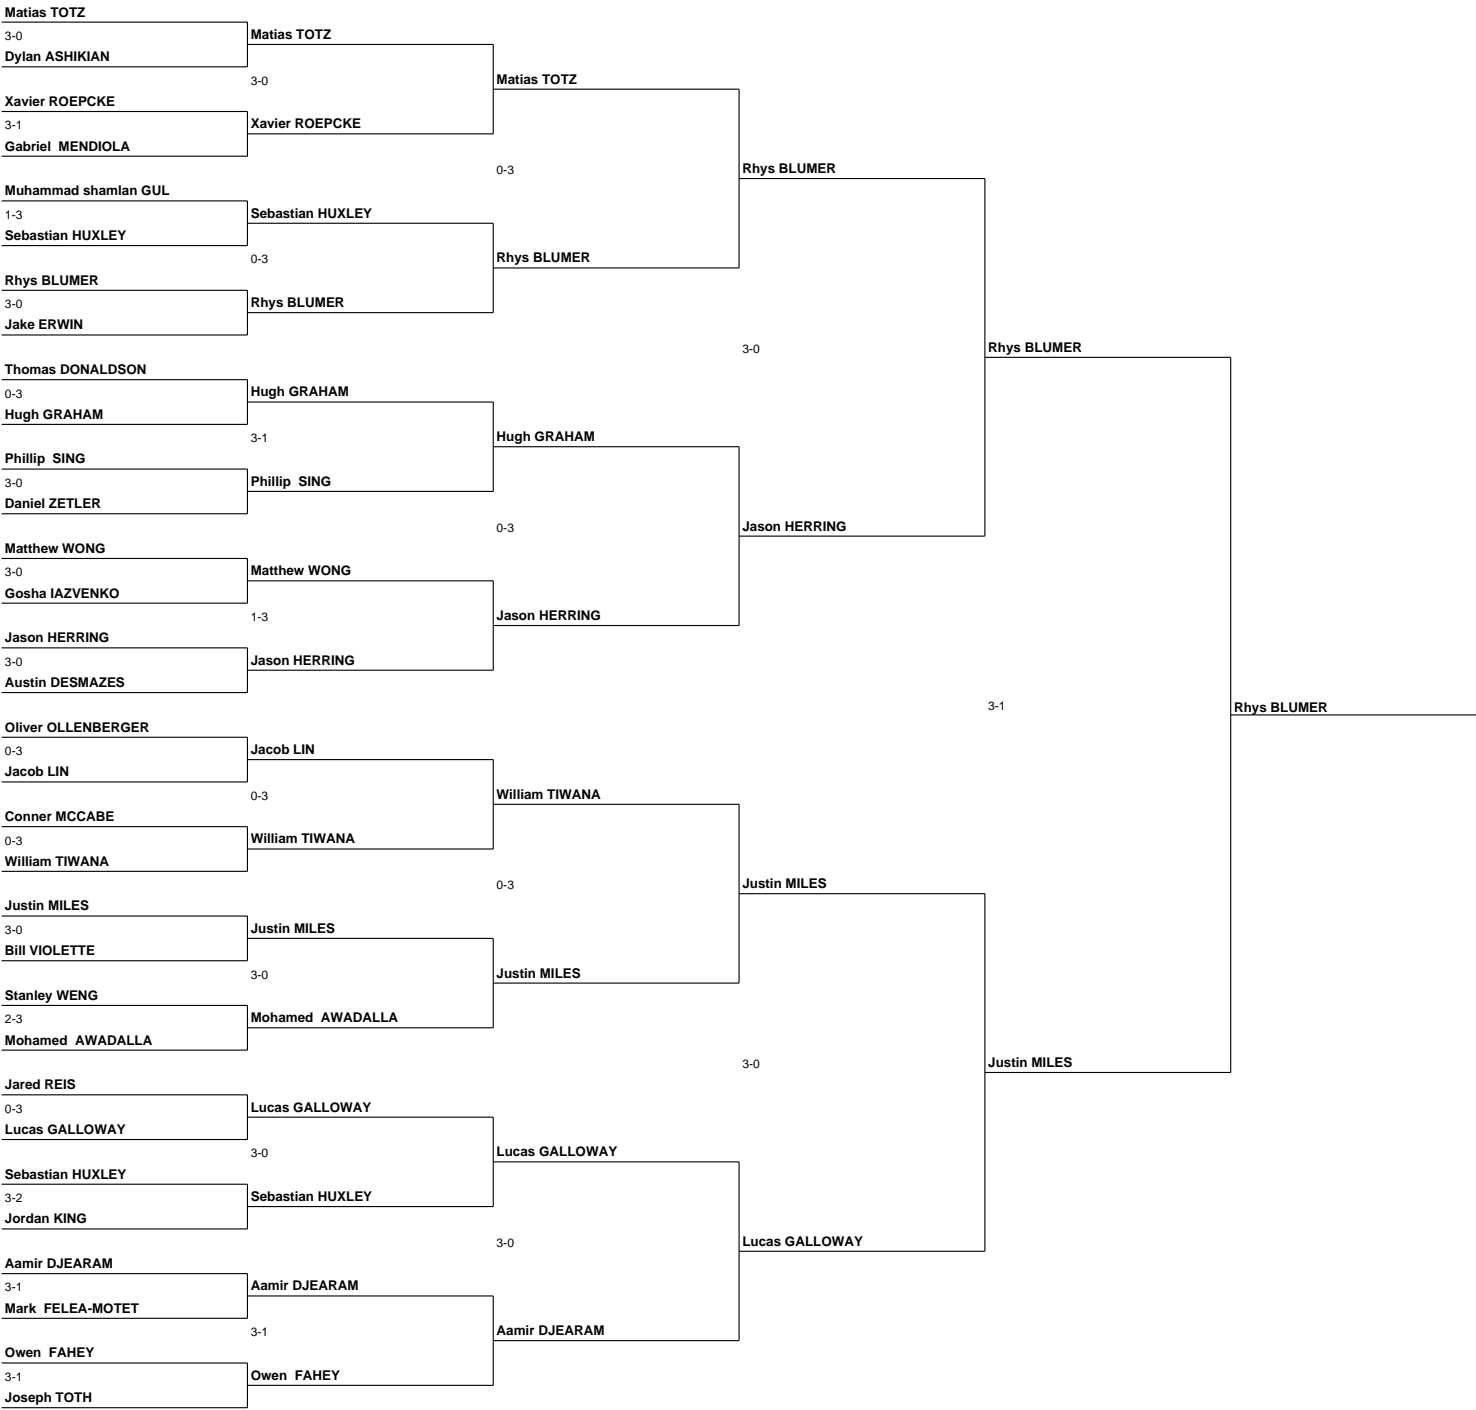 Matias TOTZ
3-0
Dylan ASHIKIAN
Xavier ROEPCKE
3-1
Gabriel MENDIOLA
Muhammad shamlan GUL
1-3
Sebastian HUXLEY
Rhys BLUMER
3-0
Jake ERWIN
Thomas DONALDSON
0-3
Hugh GRAHAM
Phillip SING
3-0
Daniel ZETLER
Matthew WONG
3-0
Gosha IAZVENKO
Jason HERRING
3-0
Austin DESMAZES
Oliver OLLENBERGER
0-3
Jacob LIN
Conner MCCABE
0-3
William TIWANA
Justin MILES
3-0
Bill VIOLETTE
Stanley WENG
2-3
Mohamed AWADALLA
Jared REIS
0-3
Lucas GALLOWAY
Sebastian HUXLEY
3-2
Jordan KING
Aamir DJEARAM
3-1
Mark FELEA-MOTET
Owen FAHEY
3-1
Joseph TOTH
Matias TOTZ
3-0
Xavier ROEPCKE
Sebastian HUXLEY
0-3
Rhys BLUMER
Hugh GRAHAM
3-1
Phillip SING
Matthew WONG
1-3
Jason HERRING
Jacob LIN
0-3
William TIWANA
Justin MILES
3-0
Mohamed AWADALLA
Lucas GALLOWAY
3-0
Sebastian HUXLEY
Aamir DJEARAM
3-1
Owen FAHEY
Matias TOTZ
0-3
Rhys BLUMER
Hugh GRAHAM
0-3
Jason HERRING
William TIWANA
0-3
Justin MILES
Lucas GALLOWAY
3-0
Aamir DJEARAM
Rhys BLUMER
3-0
Jason HERRING
Justin MILES
3-0
Lucas GALLOWAY
Rhys BLUMER
3-1
Justin MILES
Rhys BLUMER